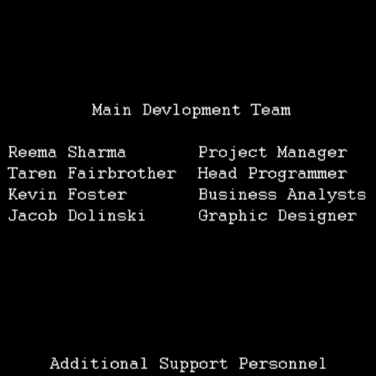 Main Devlopment Team
Reema Sharma Project Manager
Taren Fairbrother Head Programmer
Kevin Foster Business Analysts
Jacob Dolinski Graphic Designer
Additional Support Personnel